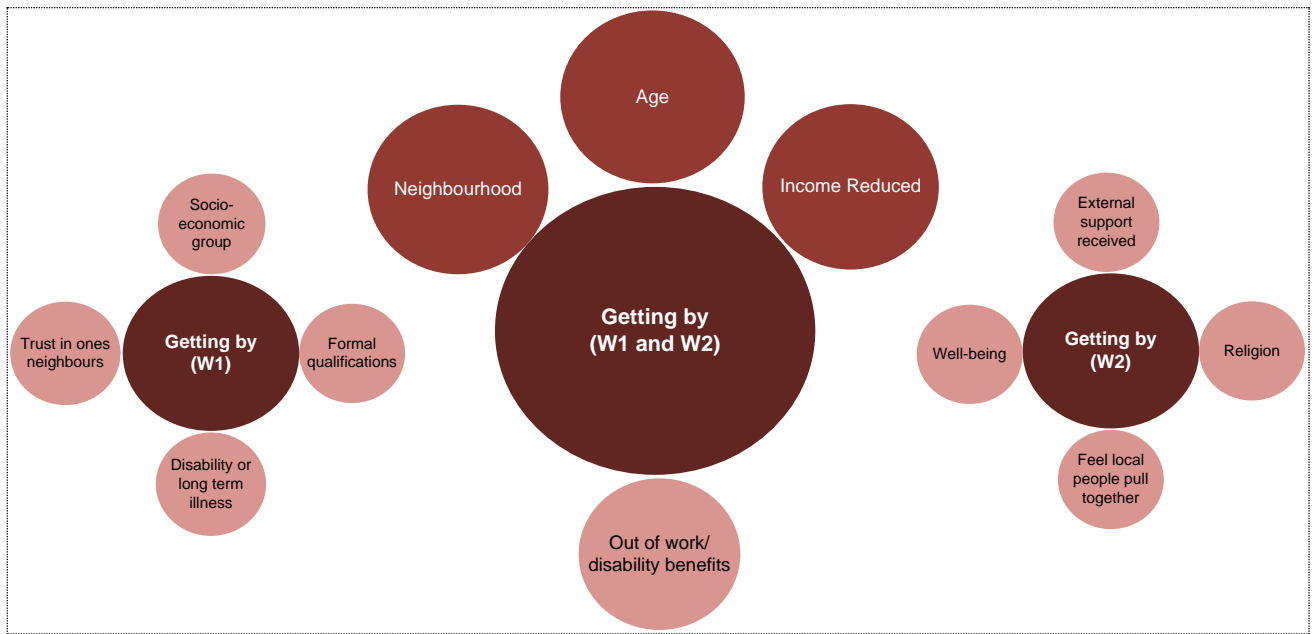 Socio-
economic
group
Trust in ones
neighbours
Getting by
(W1)
Formal
qualifications
Disability or
long term
illness
Age
Neighbourhood
Income Reduced
Getting by
(W1 and W2)
Out of work/
disability benefits
External
support
received
Well-being
Getting by
(W2)
Religion
Feel local
people pull
together